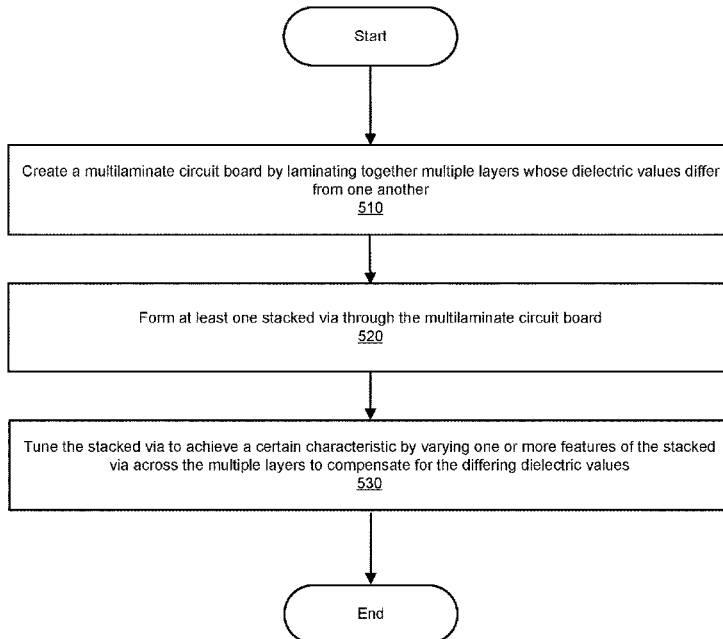 Start
Create a multilaminate circuit board by laminating together multiple layers whose dielectric values differ
from one another
510
Form at least one stacked via through the multilaminate circuit board
520
Tune the stacked via to achieve a certain characteristic by varying one or more features of the stacked
via across the multiple layers to compensate for the differing dielectric values
530
End